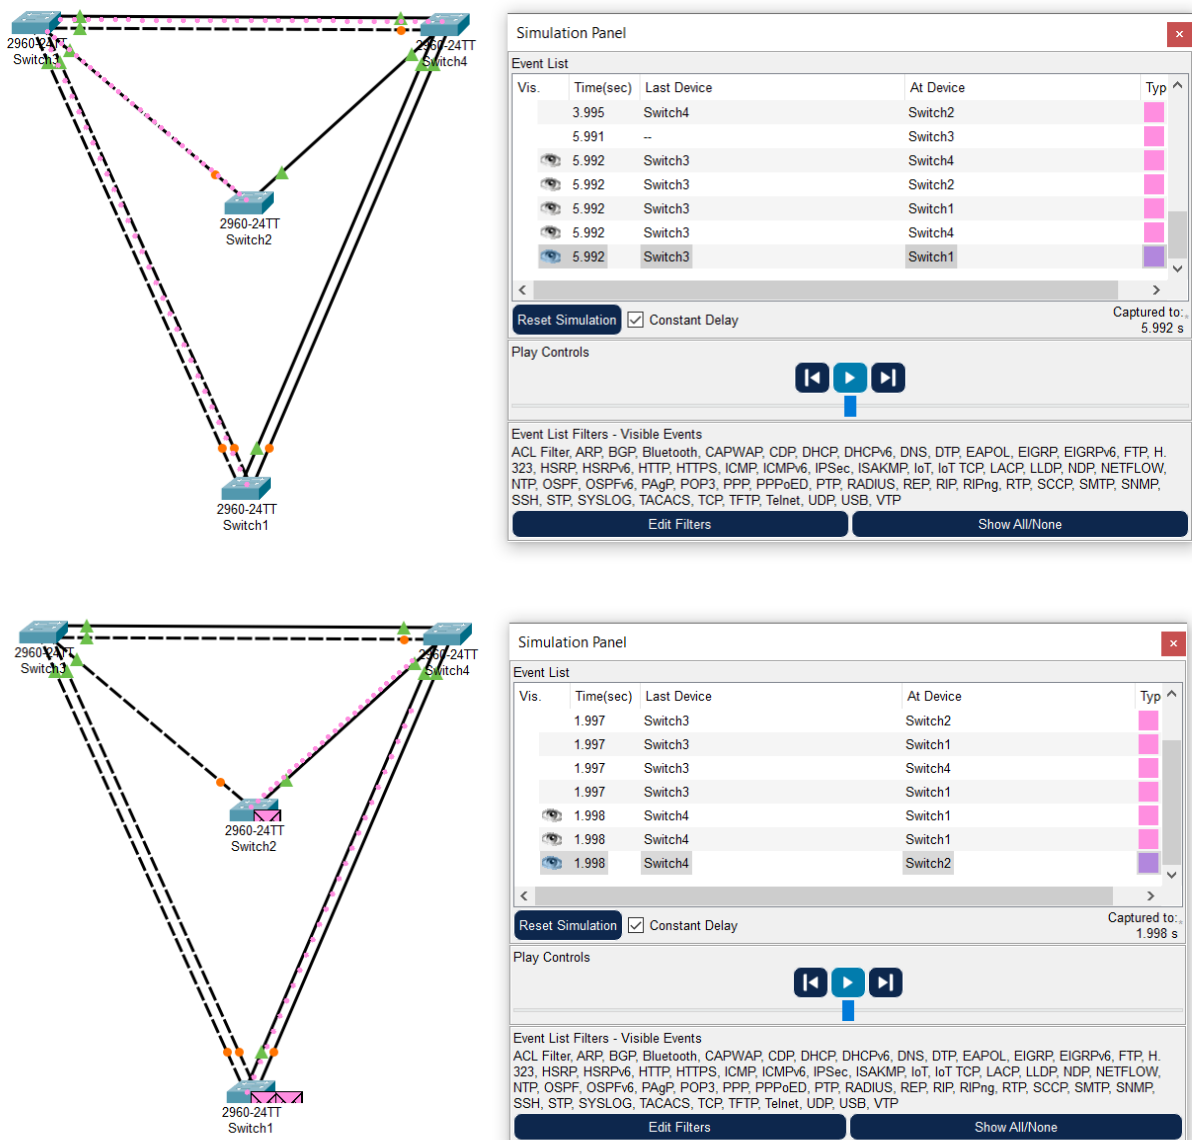 2960-24TT
Switch3
2960-24TT
Switch4
2960-24TT
Switch2
2960-24TT
Switch1
Simulation Panel
Event List
Vis. Time(sec) Last Device At Device Typ
3.995 Switch4 Switch2
5.991 -- Switch3
5.992 Switch3 Switch4
5.992 Switch3 Switch2
5.992 Switch3 Switch1
5.992 Switch3 Switch4
5.992 Switch3 Switch1
Reset Simulation Constant Delay Captured to:
5.992 s
Play Controls
Event List Filters - Visible Events
ACL Filter, ARP, BGP, Bluetooth, CAPWAP, CDP, DHCP, DHCPv6, DNS, DTP, EAPOL, EIGRP, EIGRPv6, FTP, H.
323, HSRP, HSRPv6, HTTP, HTTPS, ICMP, ICMPv6, IPSec, ISAKMP, IoT, IoT TCP, LACP, LLDP, NDP, NETFLOW,
NTP, OSPF, OSPFv6, PAgP, POP3, PPP, PPPoED, PTP, RADIUS, REP, RIP, RIPng, RTP, SCCP, SMTP, SNMP,
SSH, STP, SYSLOG, TACACS, TCP, TFTP, Telnet, UDP, USB, VTP
Edit Filters Show All/None
2960-24TT
Switch3
2960-24TT
Switch4
2960-24TT
Switch2
2960-24TT
Switch1
Simulation Panel
Event List
Vis. Time(sec) Last Device At Device Typ
1.997 Switch3 Switch2
1.997 Switch3 Switch1
1.997 Switch3 Switch4
1.997 Switch3 Switch1
1.998 Switch4 Switch1
1.998 Switch4 Switch1
1.998 Switch4 Switch2
Reset Simulation Constant Delay Captured to:
1.998 s
Play Controls
Event List Filters - Visible Events
ACL Filter, ARP, BGP, Bluetooth, CAPWAP, CDP, DHCP, DHCPv6, DNS, DTP, EAPOL, EIGRP, EIGRPv6, FTP, H.
323, HSRP, HSRPv6, HTTP, HTTPS, ICMP, ICMPv6, IPSec, ISAKMP, IoT, IoT TCP, LACP, LLDP, NDP, NETFLOW,
NTP, OSPF, OSPFv6, PAgP, POP3, PPP, PPPoED, PTP, RADIUS, REP, RIP, RIPng, RTP, SCCP, SMTP, SNMP,
SSH, STP, SYSLOG, TACACS, TCP, TFTP, Telnet, UDP, USB, VTP
Edit Filters Show All/None